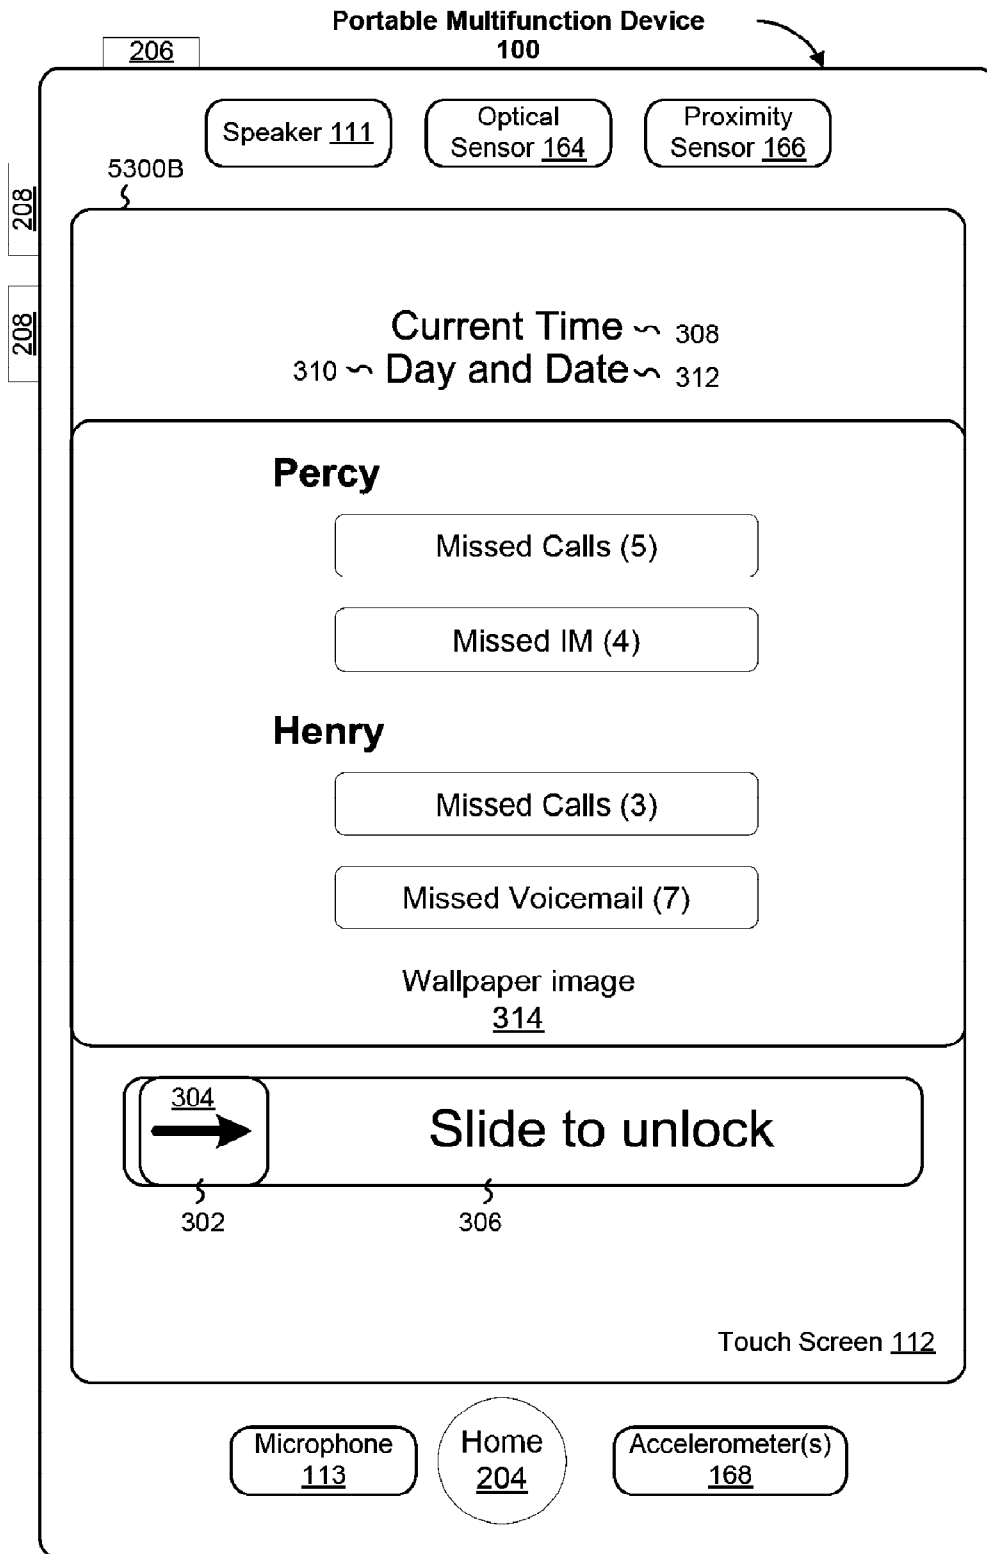 Portable Multifunction Device
100
206
Speaker 111
Optical
Sensor 164
Proximity
Sensor 166
5300B
208
208
Current Time 308
310 Day and Date 312
Percy
Missed Calls (5)
Missed IM (4)
Henry
Missed Calls (3)
Missed Voicemail (7)
Wallpaper image
314
304
Slide to unlock
302
306
Touch Screen 112
Microphone
113
Home
204
Accelerometer(s)
168